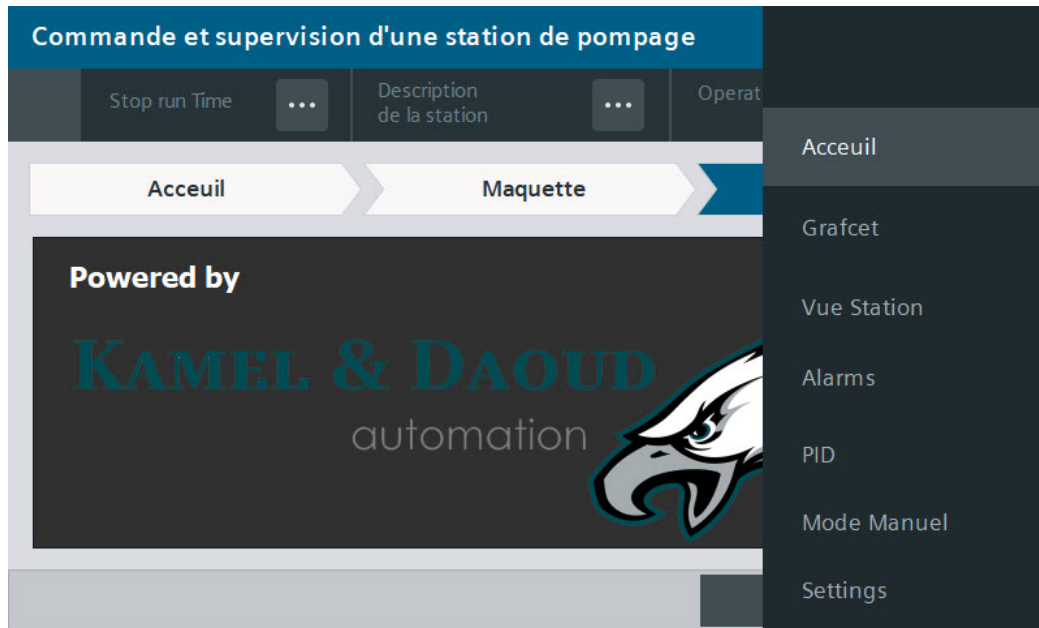 Commande et supervision d'une station de pompage
Stop run Time
Description
de la station
Operat
Acceuil
Maquette
Powered by
KAMEL & DAOUD
automation
Acceuil
Grafcet
Vue Station
Alarms
PID
Mode Manuel
Settings